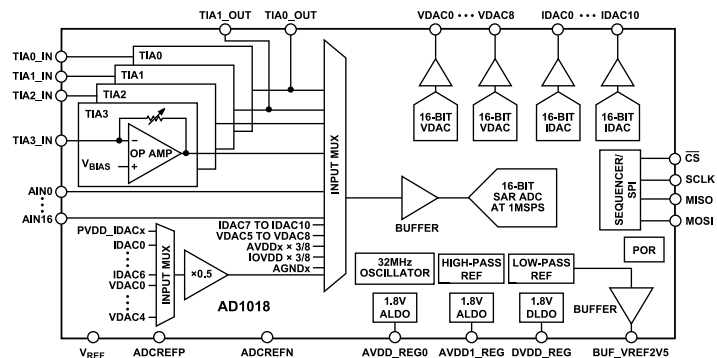 TIA1_OUT
TIA0_OUT
VDAC0 ··· VDAC8
IDAC0 ··· IDAC10
TIA0_IN
TIA1_IN
TIA2_IN
TIA3_IN
TIA0
TIA1
TIA2
TIA3
OP AMP
−
+
VBIAS
AIN0
AIN16
INPUT MUX
16-BIT
VDAC
16-BIT
VDAC
16-BIT
IDAC
16-BIT
IDAC
BUFFER
16-BIT
SAR ADC
AT 1MSPS
SEQUENCER/
SPI
CS
SCLK
MISO
MOSI
POR
IDAC7 TO IDAC10
VDAC5 TO VDAC8
AVDDx × 3/8
IOVDD × 3/8
AGNDx
PVDD_IDACx
IDAC0
IDAC6
VDAC0
VDAC4
INPUT MUX
×0.5
AD1018
32MHz
OSCILLATOR
HIGH-PASS
REF
LOW-PASS
REF
1.8V
ALDO
1.8V
ALDO
1.8V
DLDO
BUFFER
VREF
ADCREFP
ADCREFN
AVDD_REG0
AVDD1_REG
DVDD_REG
BUF_VREF2V5